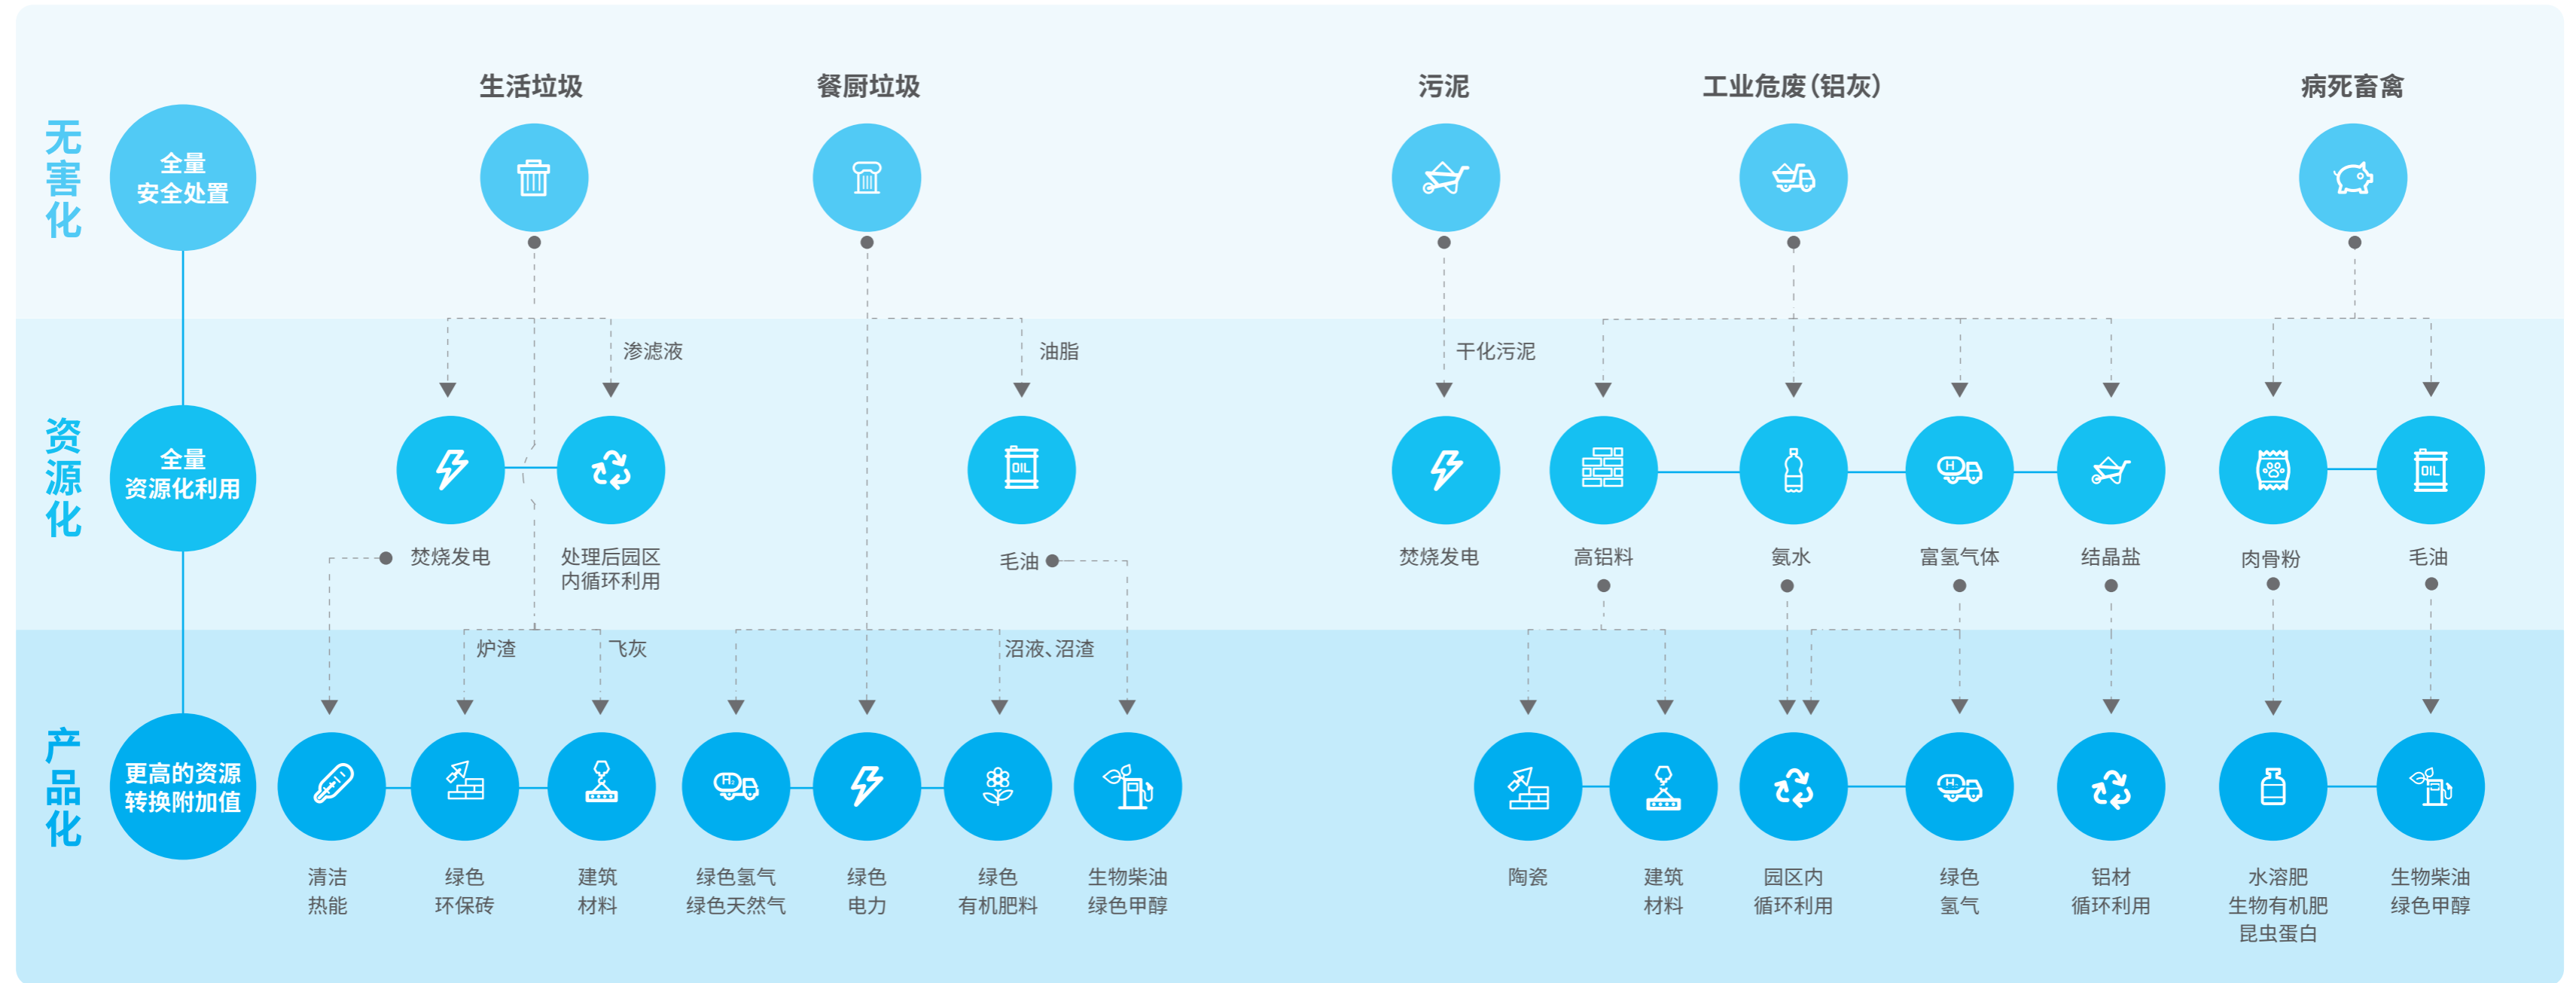 无害化
全量
安全处置
生活垃圾
餐厨垃圾
污泥
工业危废（铝灰）
病死畜禽
资源化
全量
资源化利用
渗滤液
油脂
干化污泥
OIL
H
OIL
焚烧发电
处理后园区
内循环利用
毛油
焚烧发电
高铝料
氨水
富氢气体
结晶盐
肉骨粉
毛油
炉渣
飞灰
沼液、沼渣
产品化
更高的资源
转换附加值
H₂
H₂
清洁
热能
绿色
环保砖
建筑
材料
绿色氢气
绿色天然气
绿色
电力
绿色
有机肥料
生物柴油
绿色甲醇
陶瓷
建筑
材料
园区内
循环利用
绿色
氢气
铝材
循环利用
水溶肥
生物有机肥
昆虫蛋白
生物柴油
绿色甲醇